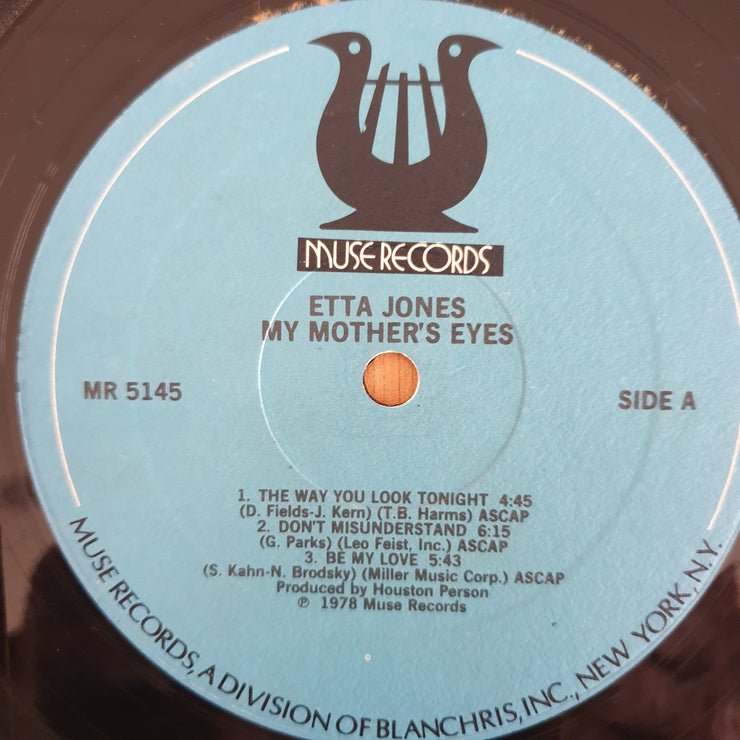 MUSE RECORDS
ETTA JONES
MY MOTHER'S EYES
MR 5145
SIDE A
1. THE WAY YOU LOOK TONIGHT 4:45
(D. Fields-J. Kern) (T.B. Harms) ASCAP
2. DON'T MISUNDERSTAND 6:15
(G. Parks) (Leo Feist, Inc.) ASCAP
3. BE MY LOVE 5:43
(S. Kahn-N. Brodsky) (Miller Music Corp.) ASCAP
Produced by Houston Person
℗ 1978 Muse Records
MUSE RECORDS, A DIVISION OF BLANCHRIS, INC., NEW YORK, N.Y.